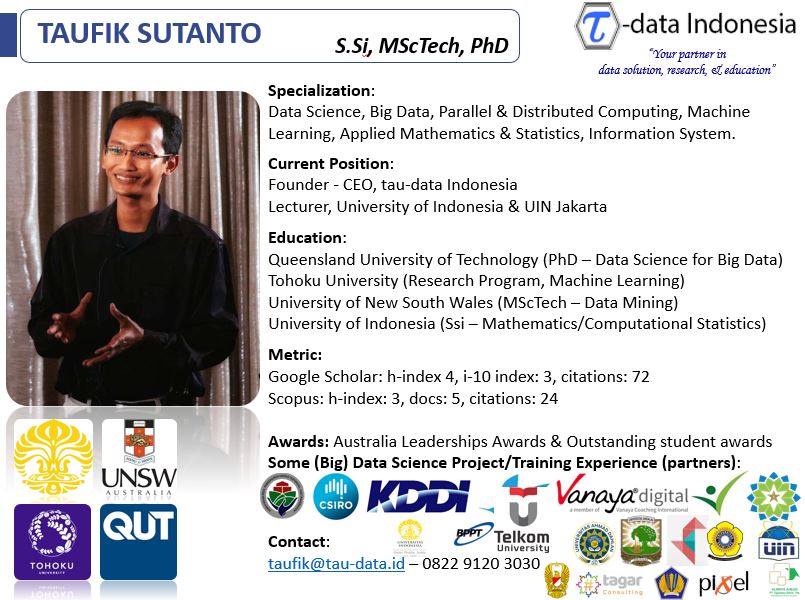 TAUFIK SUTANTO
S.Si, MScTech, PhD
τ-data Indonesia
“Your partner in
data solution, research, & education”
Specialization:
Data Science, Big Data, Parallel & Distributed Computing, Machine
Learning, Applied Mathematics & Statistics, Information System.
Current Position:
Founder - CEO, tau-data Indonesia
Lecturer, University of Indonesia & UIN Jakarta
Education:
Queensland University of Technology (PhD – Data Science for Big Data)
Tohoku University (Research Program, Machine Learning)
University of New South Wales (MScTech – Data Mining)
University of Indonesia (Ssi – Mathematics/Computational Statistics)
Metric:
Google Scholar: h-index 4, i-10 index: 3, citations: 72
Scopus: h-index: 3, docs: 5, citations: 24
Awards: Australia Leaderships Awards & Outstanding student awards
Some (Big) Data Science Project/Training Experience (partners):
UNSW
AUSTRALIA
TOHOKU
UNIVERSITY
QUT
CSIRO
KDDI
Vanaya digital
a member of Vanaya Coaching International
BPPT
Telkom
University
UIN
tagar
Consulting
pixel
Contact:
taufik@tau-data.id – 0822 9120 3030